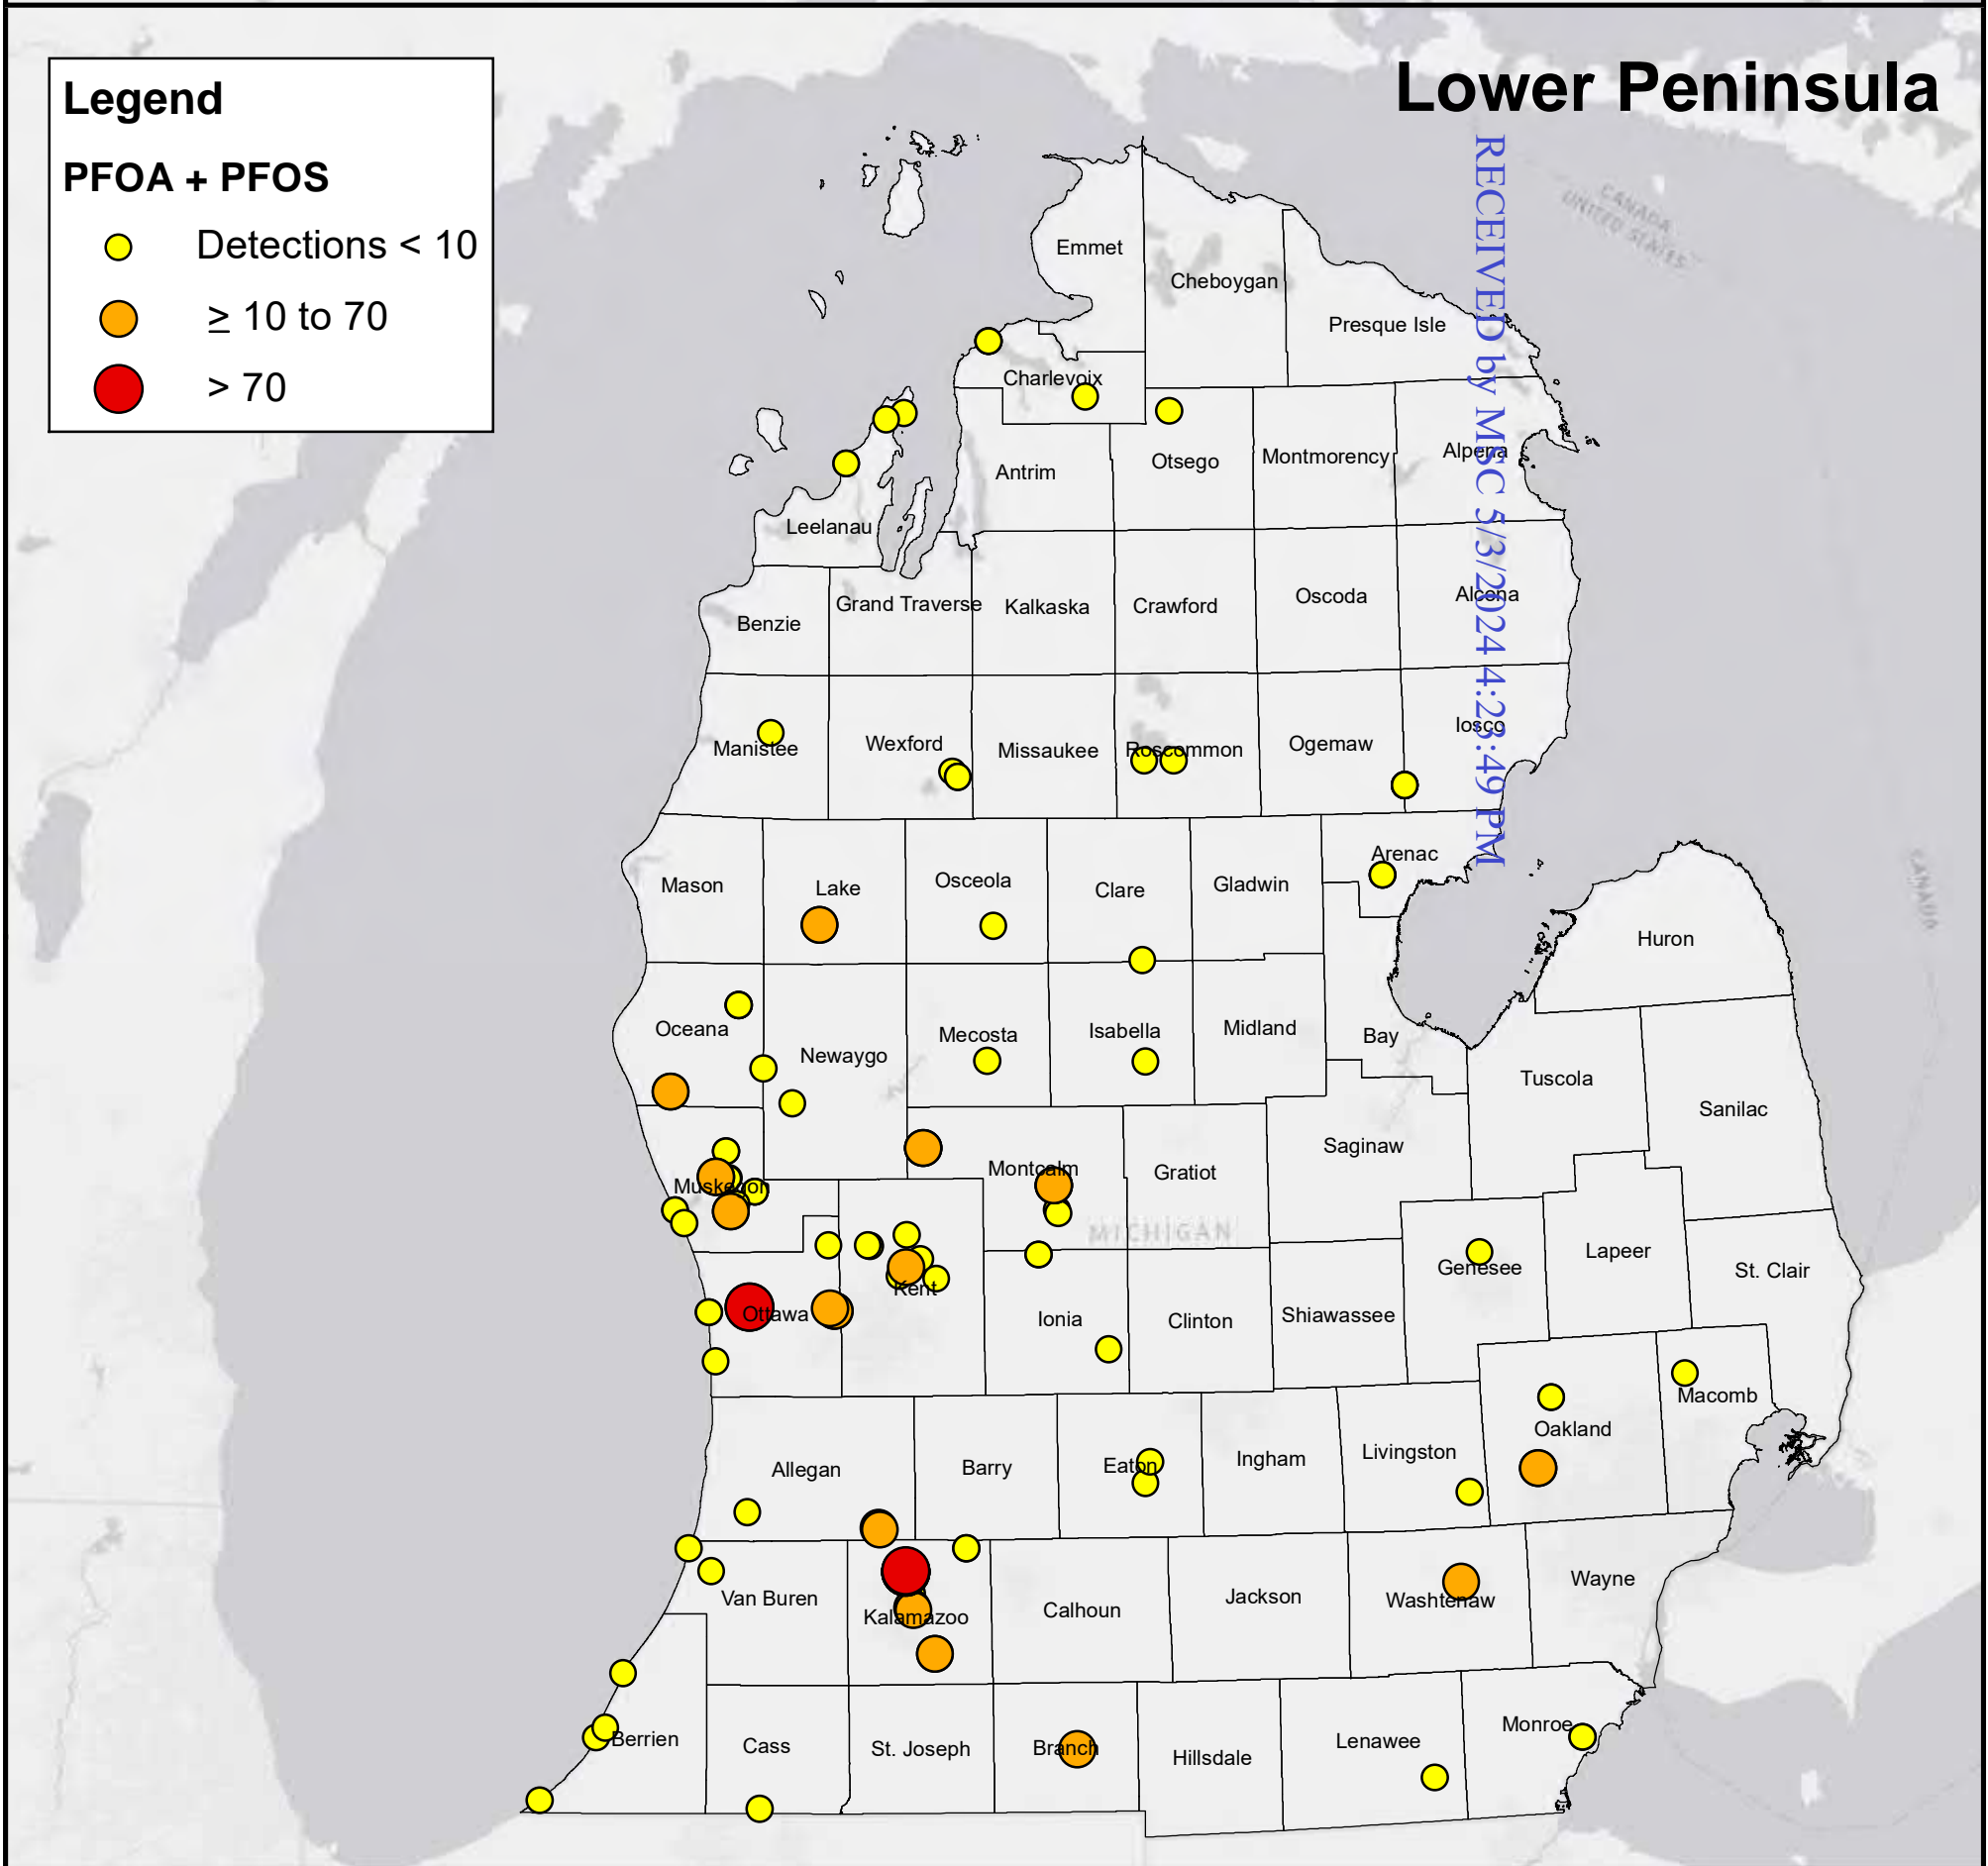 Lower Peninsula
Legend
PFOA + PFOS
Detections < 10
≥ 10 to 70
> 70
RECEIVED by MSC 5/3/2024 4:23:49 PM
CANADA
UNITED STATES
Emmet
Cheboygan
Presque Isle
Charlevoix
Antrim
Otsego
Montmorency
Alpena
Leelanau
Benzie
Grand Traverse
Kalkaska
Crawford
Oscoda
Alcona
Manistee
Wexford
Missaukee
Roscommon
Ogemaw
Iosco
Mason
Lake
Osceola
Clare
Gladwin
Arenac
Huron
Oceana
Newaygo
Mecosta
Isabella
Midland
Bay
Tuscola
Sanilac
Muskegon
Montcalm
Gratiot
Saginaw
MICHIGAN
Genesee
Lapeer
St. Clair
Ottawa
Kent
Ionia
Clinton
Shiawassee
Oakland
Macomb
Allegan
Barry
Eaton
Ingham
Livingston
Van Buren
Kalamazoo
Calhoun
Jackson
Washtenaw
Wayne
Berrien
Cass
St. Joseph
Branch
Hillsdale
Lenawee
Monroe